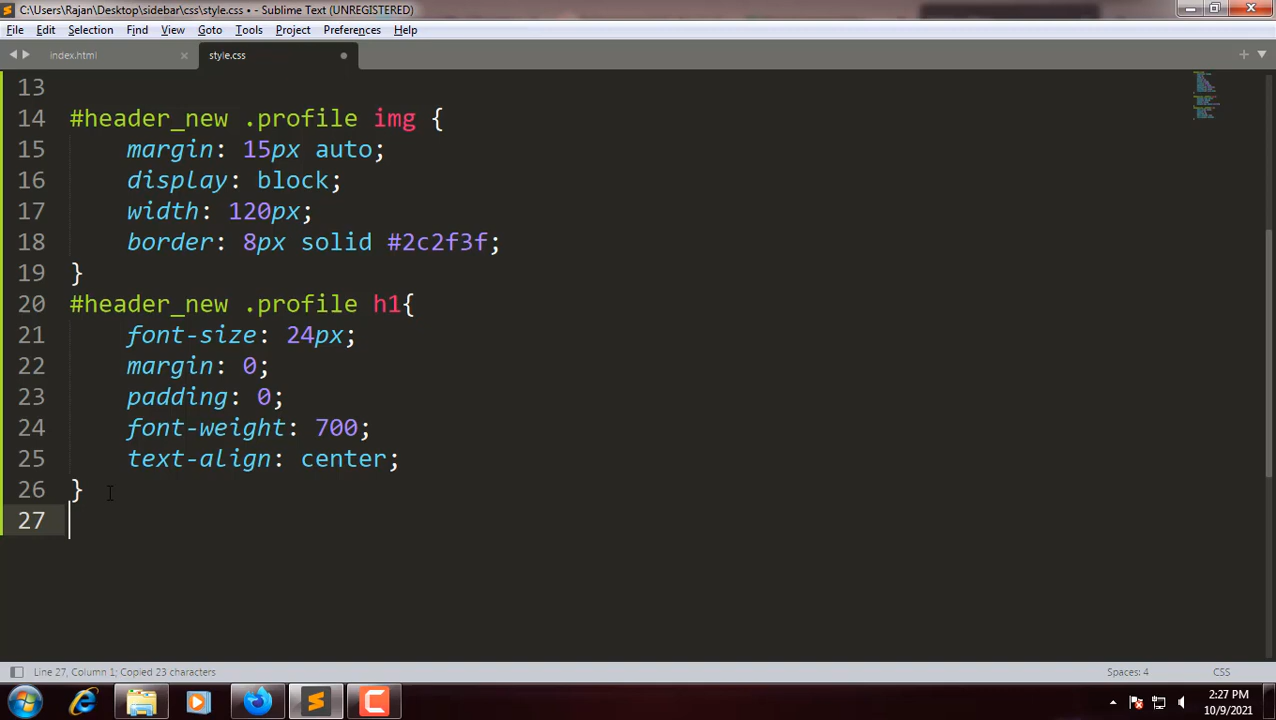 C:\Users\Rajan\Desktop\sidebar\css\style.css • - Sublime Text (UNREGISTERED)
File Edit Selection Find View Goto Tools Project Preferences Help
index.html × style.css
13
14 #header_new .profile img {
15 margin: 15px auto;
16 display: block;
17 width: 120px;
18 border: 8px solid #2c2f3f;
19 }
20 #header_new .profile h1{
21 font-size: 24px;
22 margin: 0;
23 padding: 0;
24 font-weight: 700;
25 text-align: center;
26 }
27
Line 27, Column 1; Copied 23 characters Spaces: 4 CSS
2:27 PM
10/9/2021